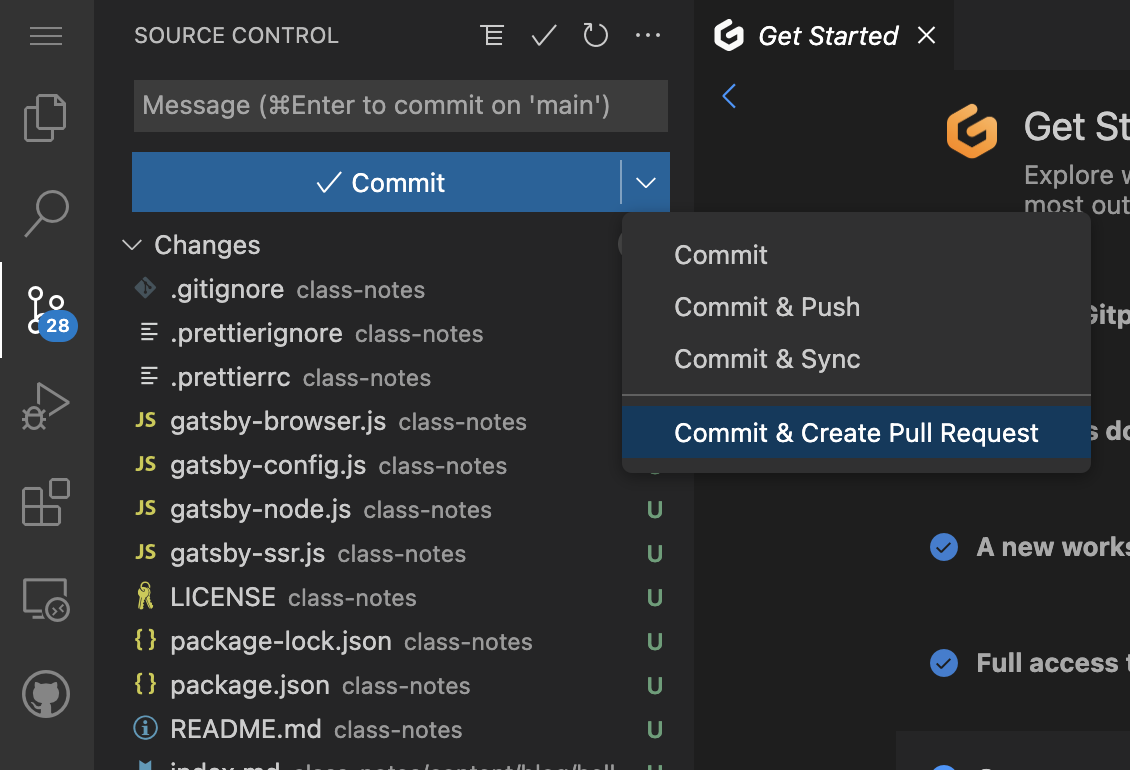 SOURCE CONTROL
Get Started
Message (⌘Enter to commit on 'main')
Commit
Changes
.gitignore class-notes
.prettierignore class-notes
.prettierrc class-notes
JS gatsby-browser.js class-notes
JS gatsby-config.js class-notes
JS gatsby-node.js class-notes U
JS gatsby-ssr.js class-notes U
LICENSE class-notes U
{} package-lock.json class-notes U
{} package.json class-notes U
README.md class-notes U
28
Commit
Commit & Push
Commit & Sync
Commit & Create Pull Request
Get St
Explore
most out
A new works
Full access